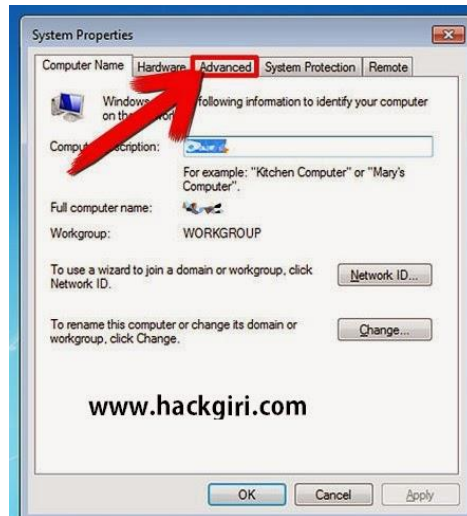 System Properties
Computer Name Hardware Advanced System Protection Remote
Windows following information to identify your computer
on the
For example: "Kitchen Computer" or "Mary's
Computer".
Full computer name:
Workgroup: WORKGROUP
To use a wizard to join a domain or workgroup, click
Network ID.
Network ID...
To rename this computer or change its domain or
workgroup, click Change.
Change...
www.hackgiri.com
OK Cancel Apply